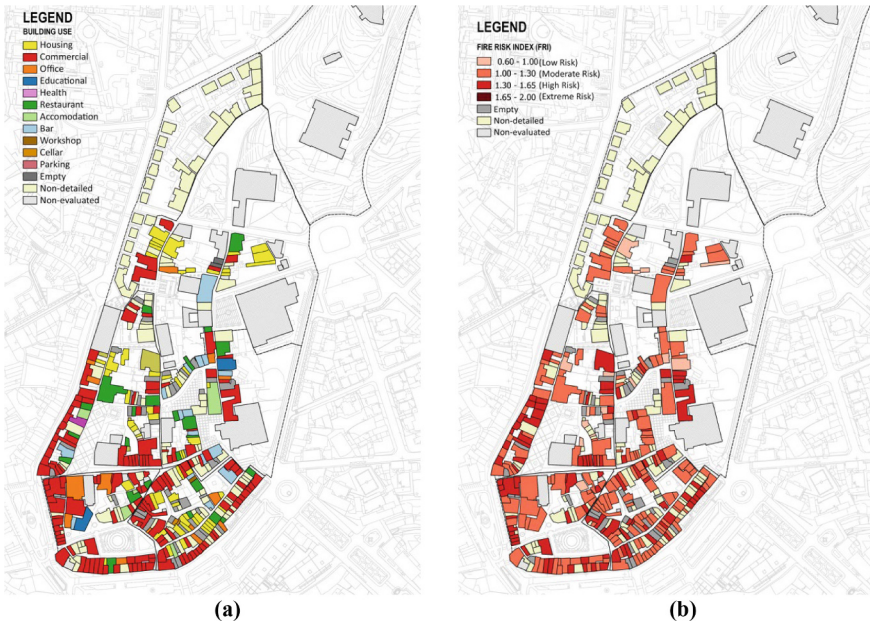 LEGEND
BUILDING USE
Housing
Commercial
Office
Educational
Health
Restaurant
Accomodation
Bar
Workshop
Cellar
Parking
Empty
Non-detailed
Non-evaluated
(a)
LEGEND
FIRE RISK INDEX (FRI)
0.60 - 1.00 (Low Risk)
1.00 - 1.30 (Moderate Risk)
1.30 - 1.65 (High Risk)
1.65 - 2.00 (Extreme Risk)
Empty
Non-detailed
Non-evaluated
(b)